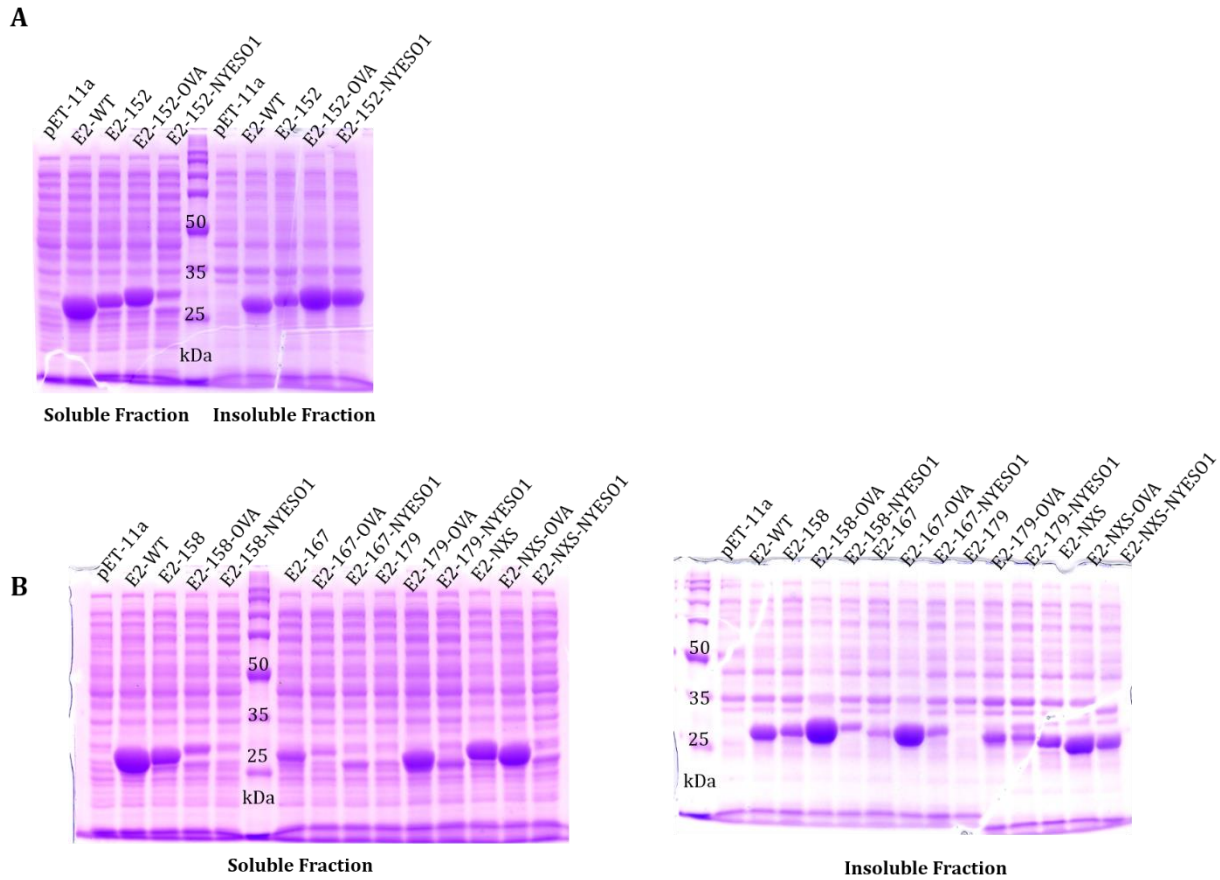 A
pET-11a
E2-WT
E2-152
E2-152-OVA
E2-152-NYESO1
pET-11a
E2-WT
E2-152
E2-152-OVA
E2-152-NYESO1
50
35
25
kDa
Soluble Fraction
Insoluble Fraction
B
pET-11a
E2-WT
E2-158
E2-158-OVA
E2-158-NYESO1
E2-167
E2-167-OVA
E2-167-NYESO1
E2-179
E2-179-OVA
E2-179-NYESO1
E2-NXS
E2-NXS-OVA
E2-NXS-NYESO1
50
35
25
kDa
Soluble Fraction
pET-11a
E2-WT
E2-158
E2-158-OVA
E2-158-NYESO1
E2-167
E2-167-OVA
E2-167-NYESO1
E2-179
E2-179-OVA
E2-179-NYESO1
E2-NXS
E2-NXS-OVA
E2-NXS-NYESO1
50
35
25
kDa
Insoluble Fraction